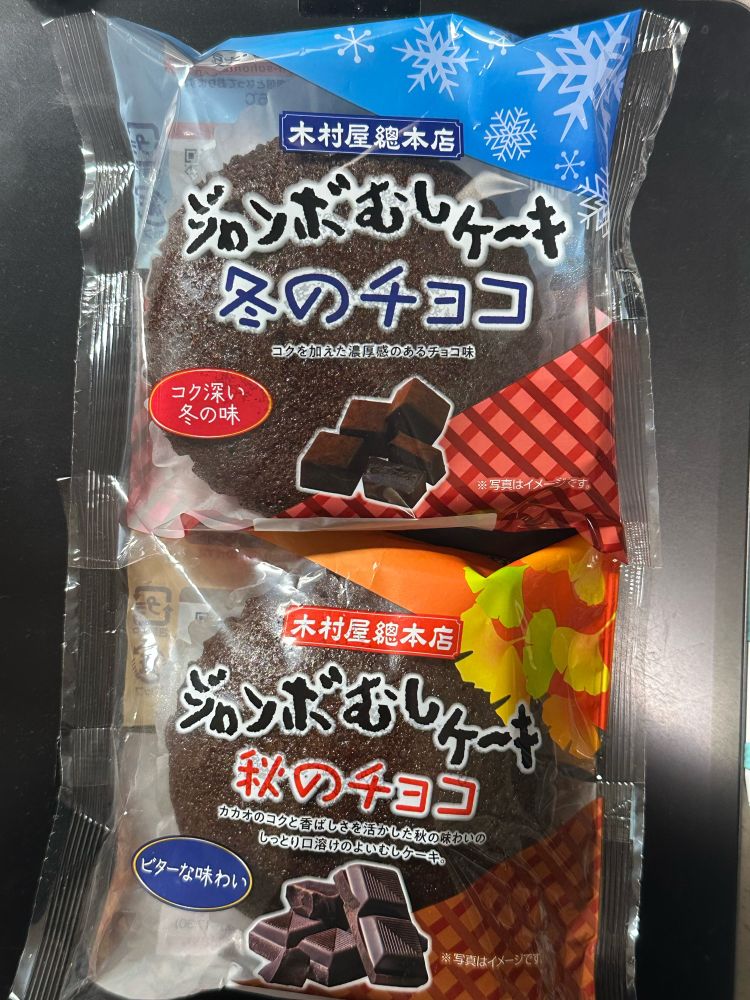 木村屋總本店
ジャンボむしケーキ
冬のチョコ
コクを加えた濃厚感のあるチョコ味
コク深い
冬の味
※写真はイメージです。
木村屋總本店
ジャンボむしケーキ
秋のチョコ
カカオのコクと香ばしさを活かした秋の味わいの
しっとり口溶けのよいむしケーキ。
ビターな味わい
※写真はイメージです